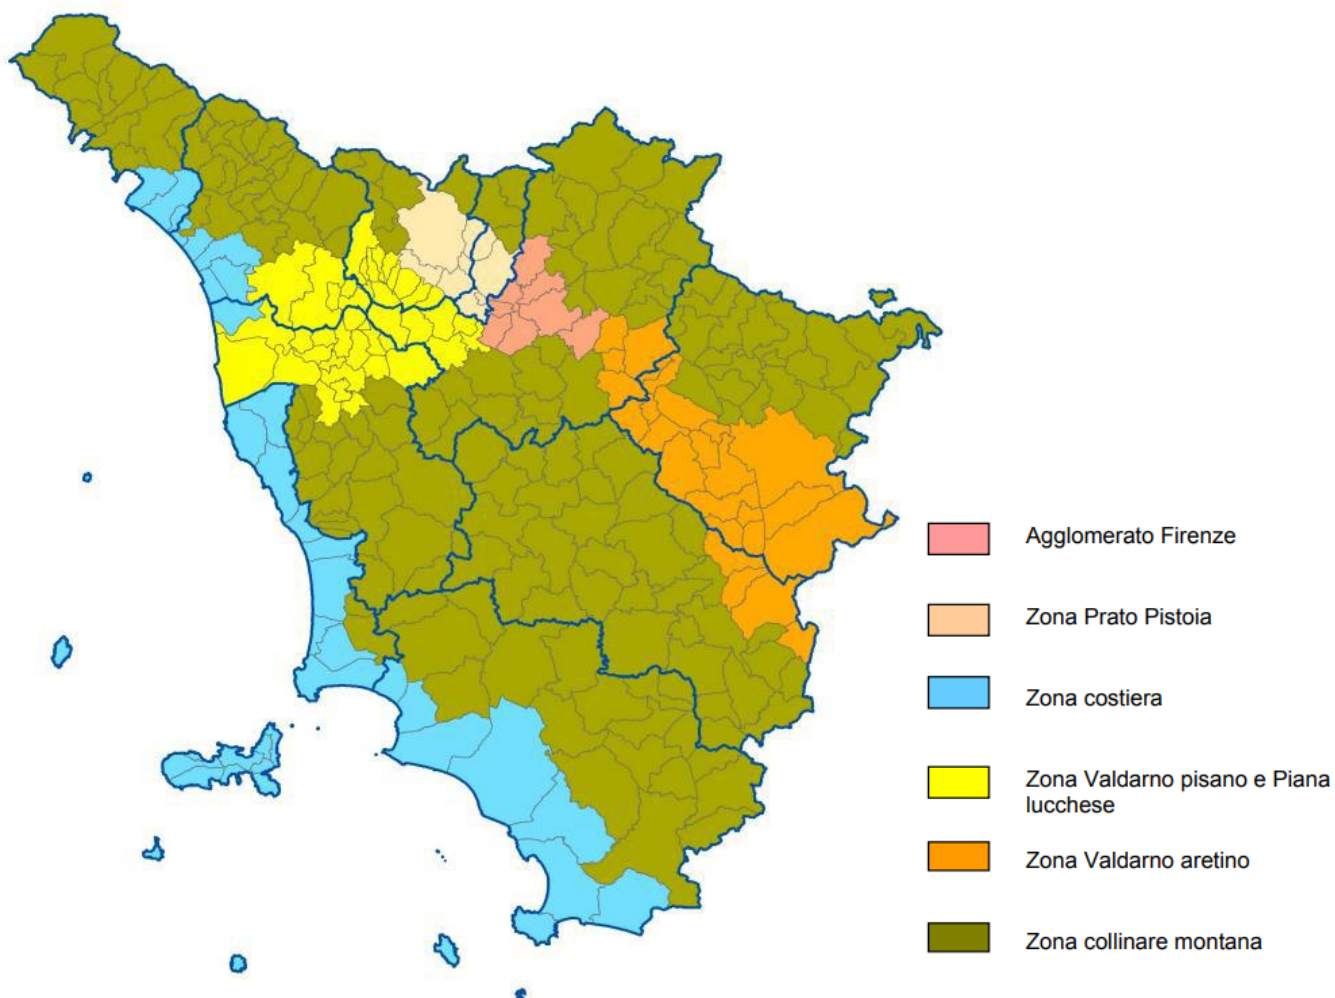 Agglomerato Firenze
Zona Prato Pistoia
Zona costiera
Zona Valdarno pisano e Piana
lucchese
Zona Valdarno aretino
Zona collinare montana